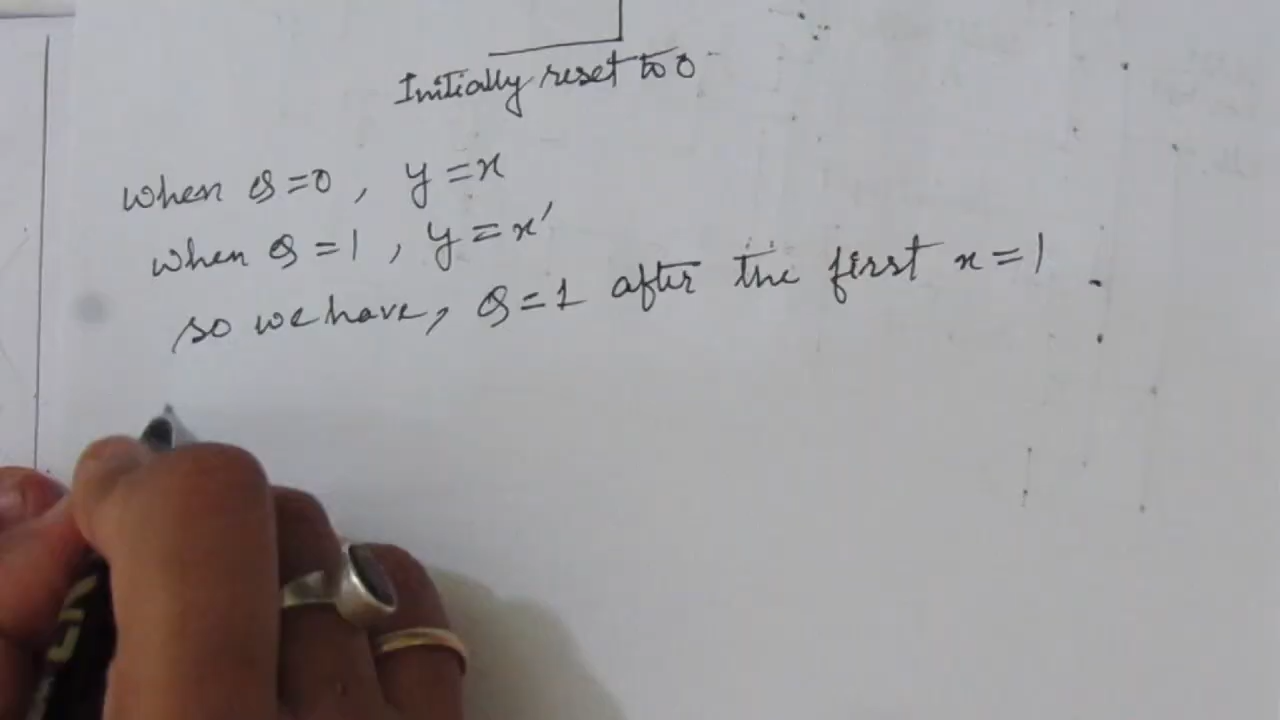 Initially reset to 0
when Q=0, y=x
when Q=1, y=x'
so we have, Q=1 after the first x=1